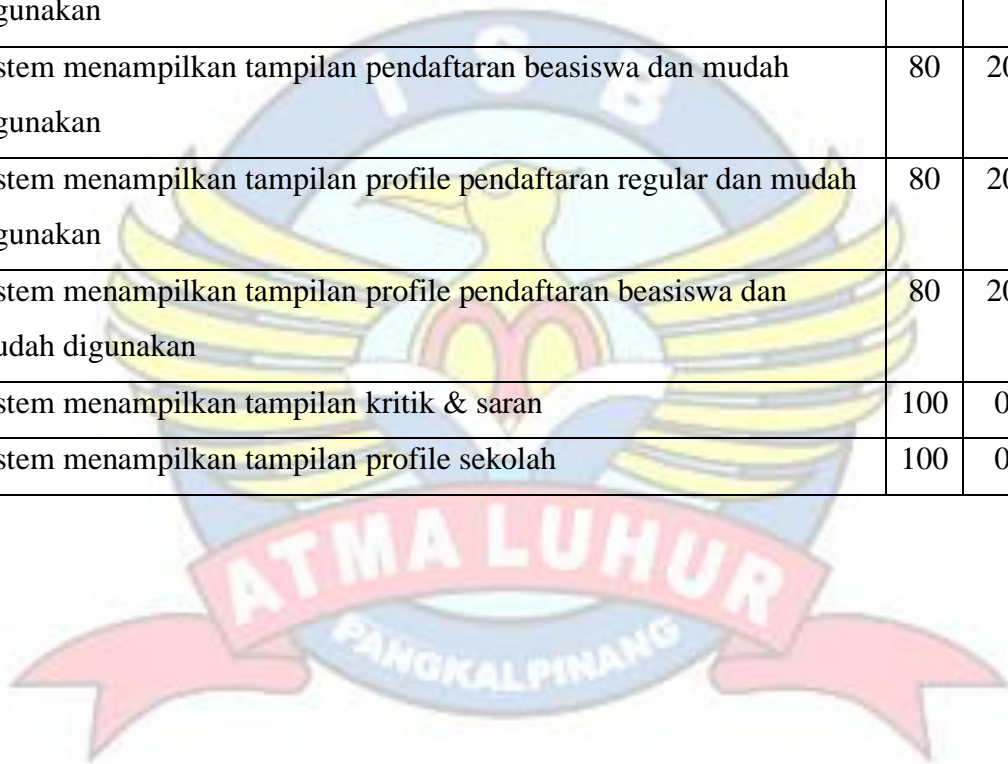 gunakan
stem menampilkan tampilan pendaftaran beasiswa dan mudah 80 20
gunakan
stem menampilkan tampilan profile pendaftaran regular dan mudah 80 20
gunakan
stem menampilkan tampilan profile pendaftaran beasiswa dan 80 20
udah digunakan
stem menampilkan tampilan kritik & saran 100 0
stem menampilkan tampilan profile sekolah 100 0
I S B
ATMA LUHUR
PANGKALPINANG